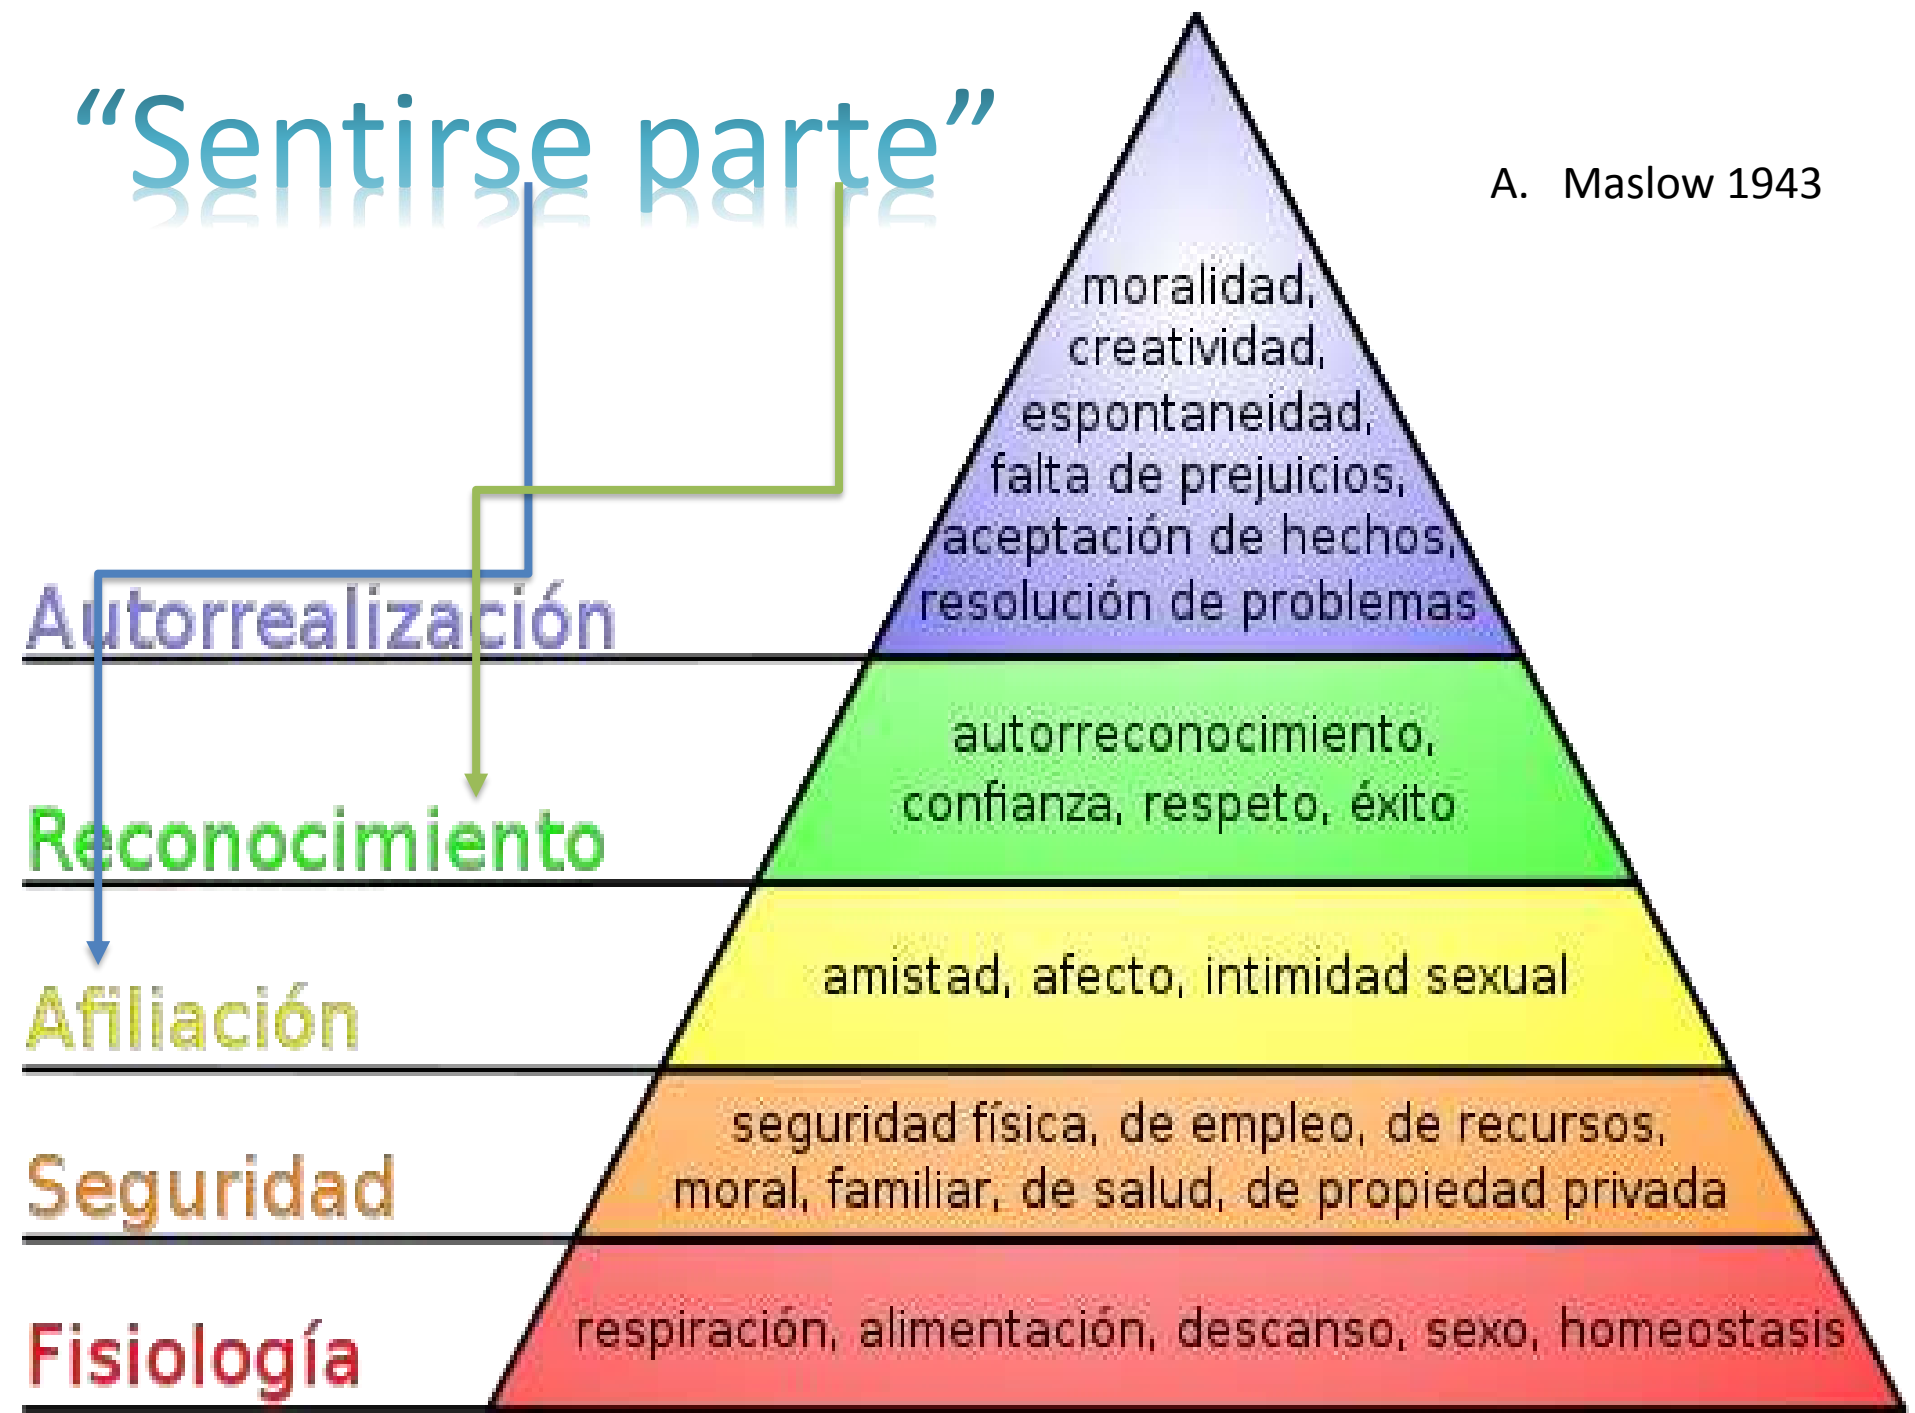 “Sentirse parte”
A. Maslow 1943
moralidad,
creatividad,
espontaneidad,
falta de prejuicios,
aceptación de hechos,
resolución de problemas
Autorrealización
autorreconocimiento,
confianza, respeto, éxito
Reconocimiento
amistad, afecto, intimidad sexual
Afiliación
seguridad física, de empleo, de recursos,
moral, familiar, de salud, de propiedad privada
Seguridad
respiración, alimentación, descanso, sexo, homeostasis
Fisiología